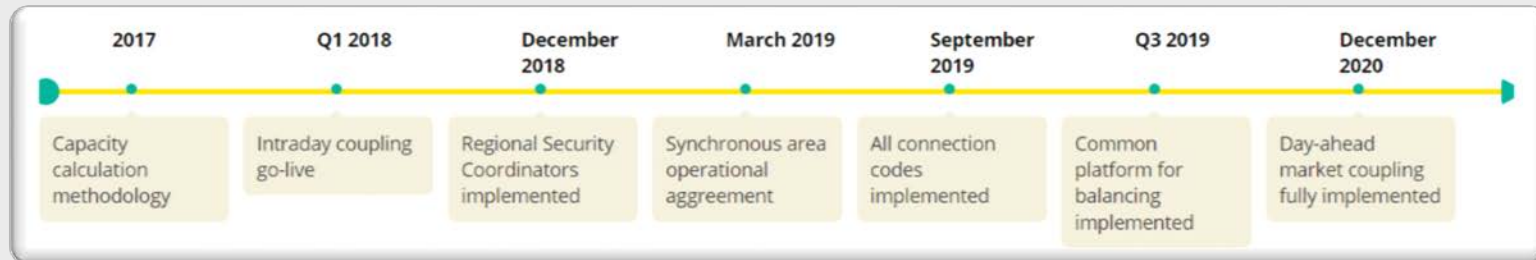 2017
Capacity
calculation
methodology
Q1 2018
Intraday coupling
go-live
December
2018
Regional Security
Coordinators
implemented
March 2019
Synchronous area
operational
aggreement
September
2019
All connection
codes
implemented
Q3 2019
Common
platform for
balancing
implemented
December
2020
Day-ahead
market coupling
fully implemented